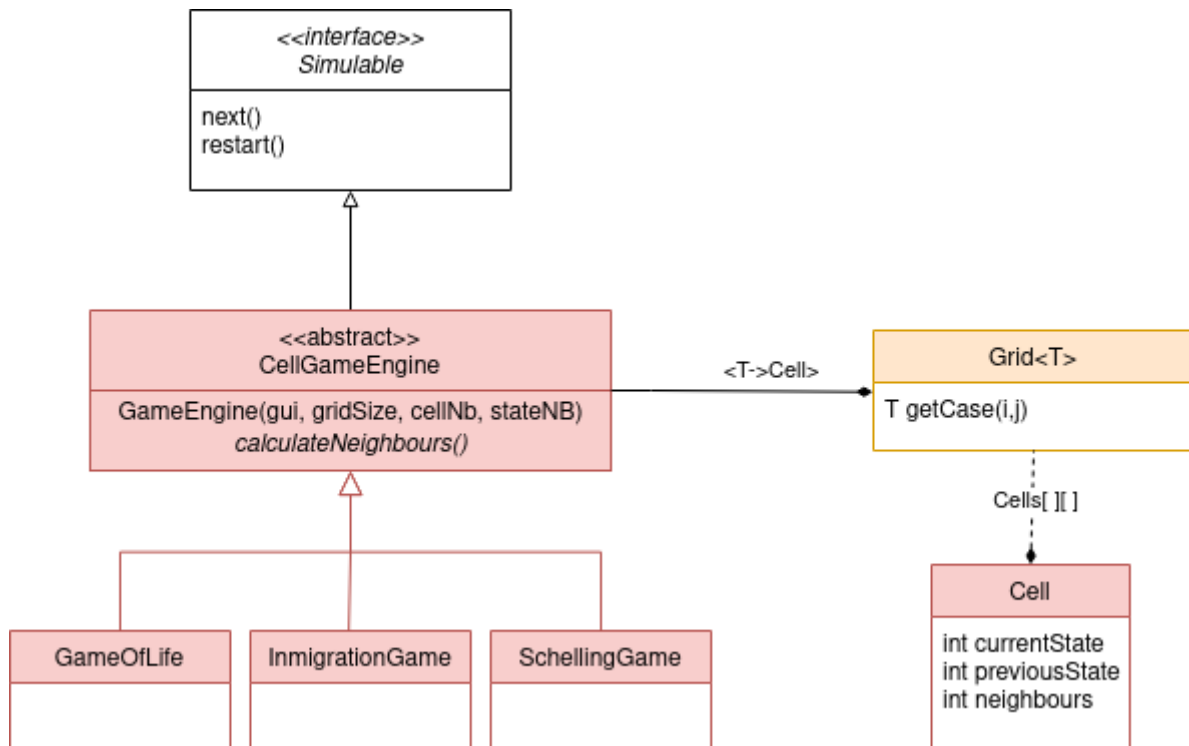 <<interface>>
Simulable
next()
restart()
<<abstract>>
CellGameEngine
GameEngine(gui, gridSize, cellNb, stateNB)
calculateNeighbours()
<T->Cell>
Grid<T>
T getCase(i,j)
Cells[ ][ ]
Cell
int currentState
int previousState
int neighbours
GameOfLife
InmigrationGame
SchellingGame